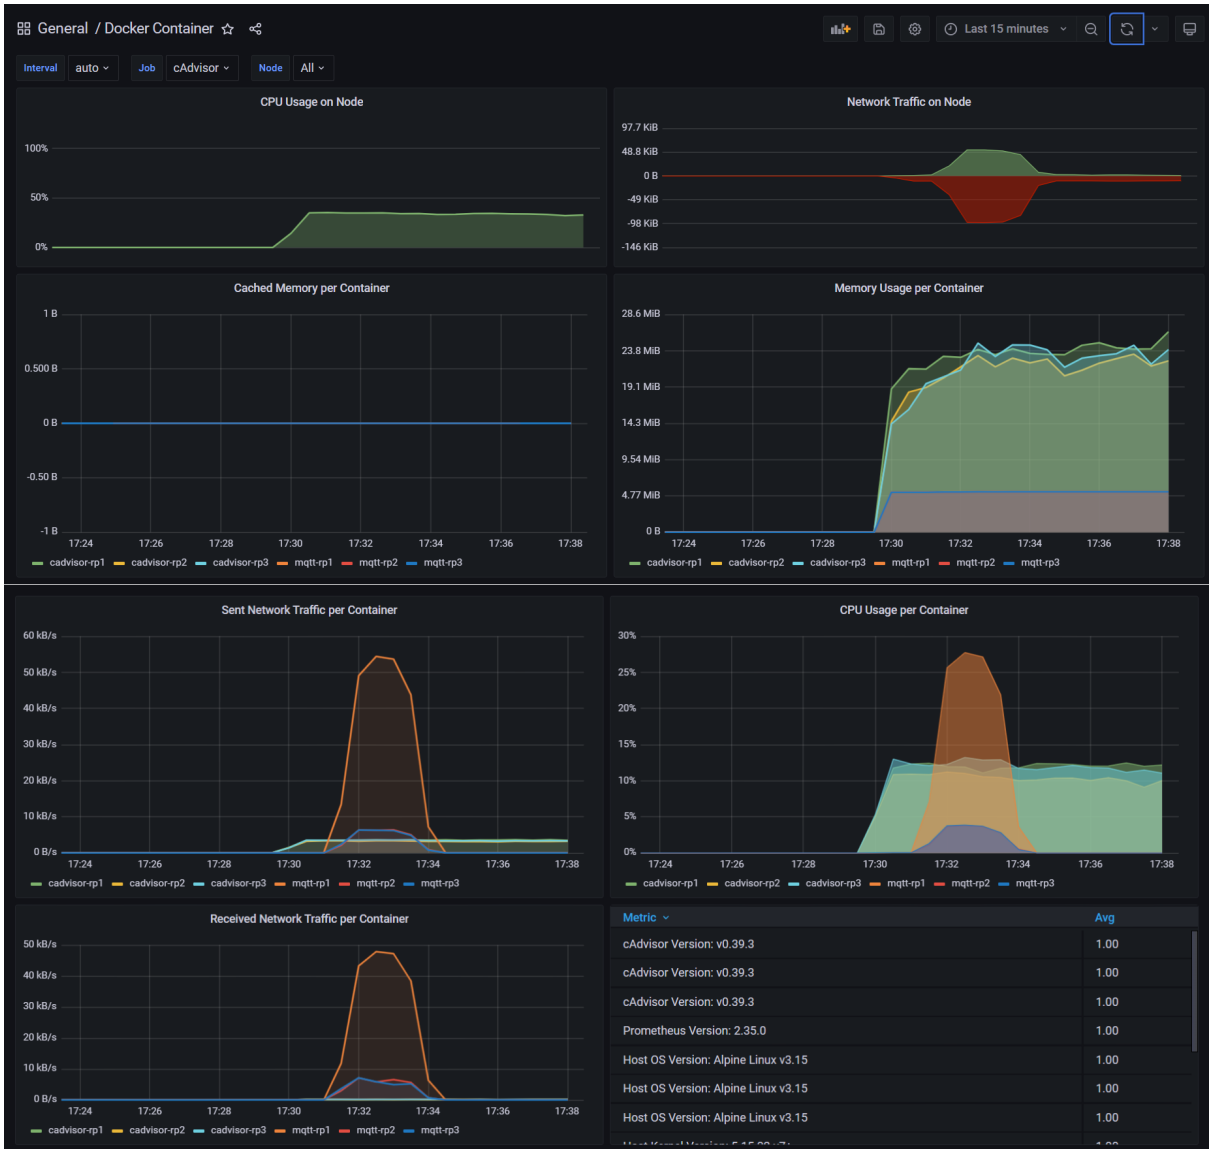 General / Docker Container
Last 15 minutes
Interval auto Job cAdvisor Node All
CPU Usage on Node
100%
50%
0%
Network Traffic on Node
97.7 KiB
48.8 KiB
0 B
-49 KiB
-98 KiB
-146 KiB
Cached Memory per Container
1 B
0.500 B
0 B
-0.50 B
-1 B
17:24 17:26 17:28 17:30 17:32 17:34 17:36 17:38
cadvisor-rp1 cadvisor-rp2 cadvisor-rp3 mqtt-rp1 mqtt-rp2 mqtt-rp3
Memory Usage per Container
28.6 MiB
23.8 MiB
19.1 MiB
14.3 MiB
9.54 MiB
4.77 MiB
0 B
17:24 17:26 17:28 17:30 17:32 17:34 17:36 17:38
cadvisor-rp1 cadvisor-rp2 cadvisor-rp3 mqtt-rp1 mqtt-rp2 mqtt-rp3
Sent Network Traffic per Container
60 kB/s
50 kB/s
40 kB/s
30 kB/s
20 kB/s
10 kB/s
0 B/s
17:24 17:26 17:28 17:30 17:32 17:34 17:36 17:38
cadvisor-rp1 cadvisor-rp2 cadvisor-rp3 mqtt-rp1 mqtt-rp2 mqtt-rp3
CPU Usage per Container
30%
25%
20%
15%
10%
5%
0%
17:24 17:26 17:28 17:30 17:32 17:34 17:36 17:38
cadvisor-rp1 cadvisor-rp2 cadvisor-rp3 mqtt-rp1 mqtt-rp2 mqtt-rp3
Received Network Traffic per Container
50 kB/s
40 kB/s
30 kB/s
20 kB/s
10 kB/s
0 B/s
17:24 17:26 17:28 17:30 17:32 17:34 17:36 17:38
cadvisor-rp1 cadvisor-rp2 cadvisor-rp3 mqtt-rp1 mqtt-rp2 mqtt-rp3
Metric Avg
cAdvisor Version: v0.39.3 1.00
cAdvisor Version: v0.39.3 1.00
cAdvisor Version: v0.39.3 1.00
Prometheus Version: 2.35.0 1.00
Host OS Version: Alpine Linux v3.15 1.00
Host OS Version: Alpine Linux v3.15 1.00
Host OS Version: Alpine Linux v3.15 1.00